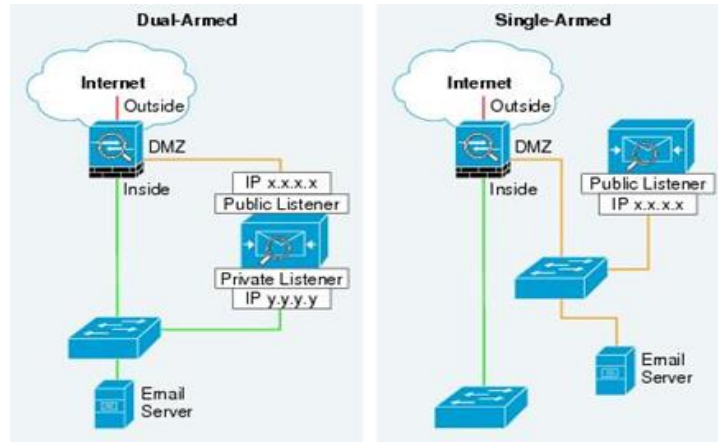 Dual-Armed
Internet
Outside
DMZ
Inside
IP x.x.x.x
Public Listener
Private Listener
IP y.y.y.y
Email
Server
Single-Armed
Internet
Outside
DMZ
Inside
Public Listener
IP x.x.x.x
Email
Server